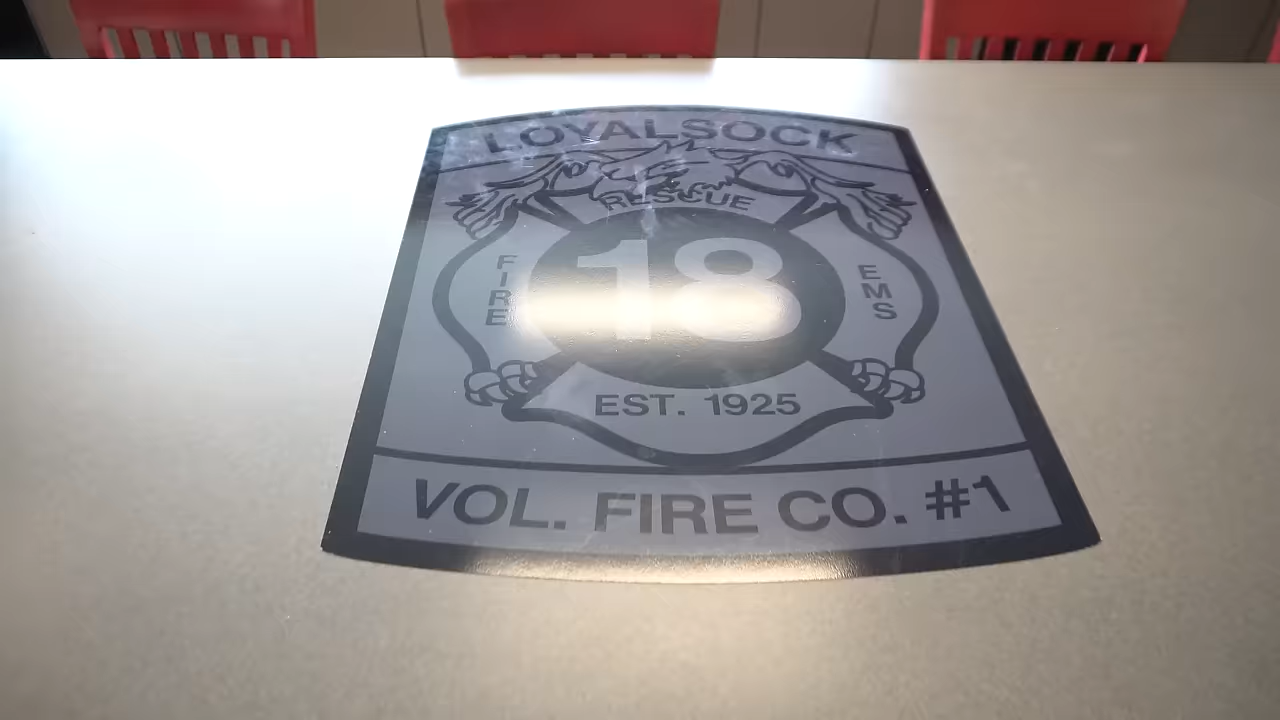 LOYALSOCK
RESCUE
FIRE
18
EMS
EST. 1925
VOL. FIRE CO. #1